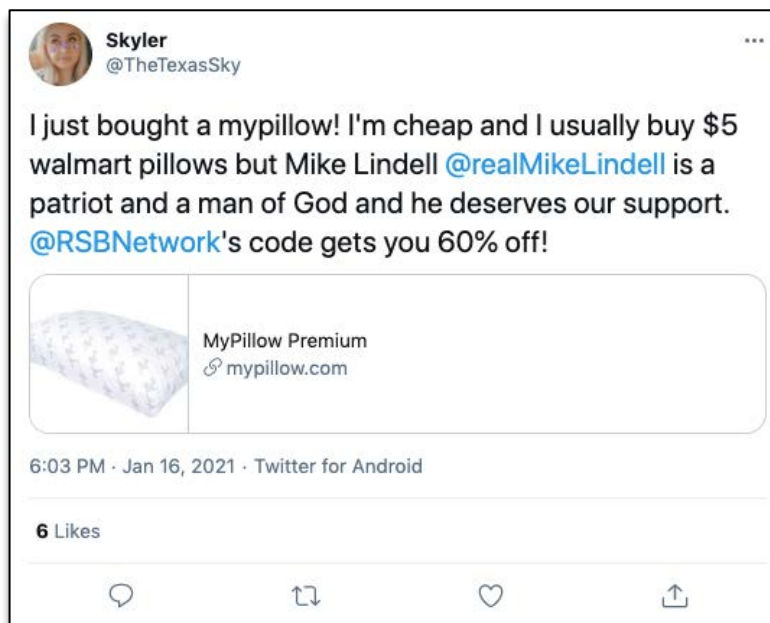 Skyler
@TheTexasSky
I just bought a mypillow! I'm cheap and I usually buy $5
walmart pillows but Mike Lindell @realMikeLindell is a
patriot and a man of God and he deserves our support.
@RSBNetwork's code gets you 60% off!
MyPillow Premium
mypillow.com
6:03 PM · Jan 16, 2021 · Twitter for Android
6 Likes